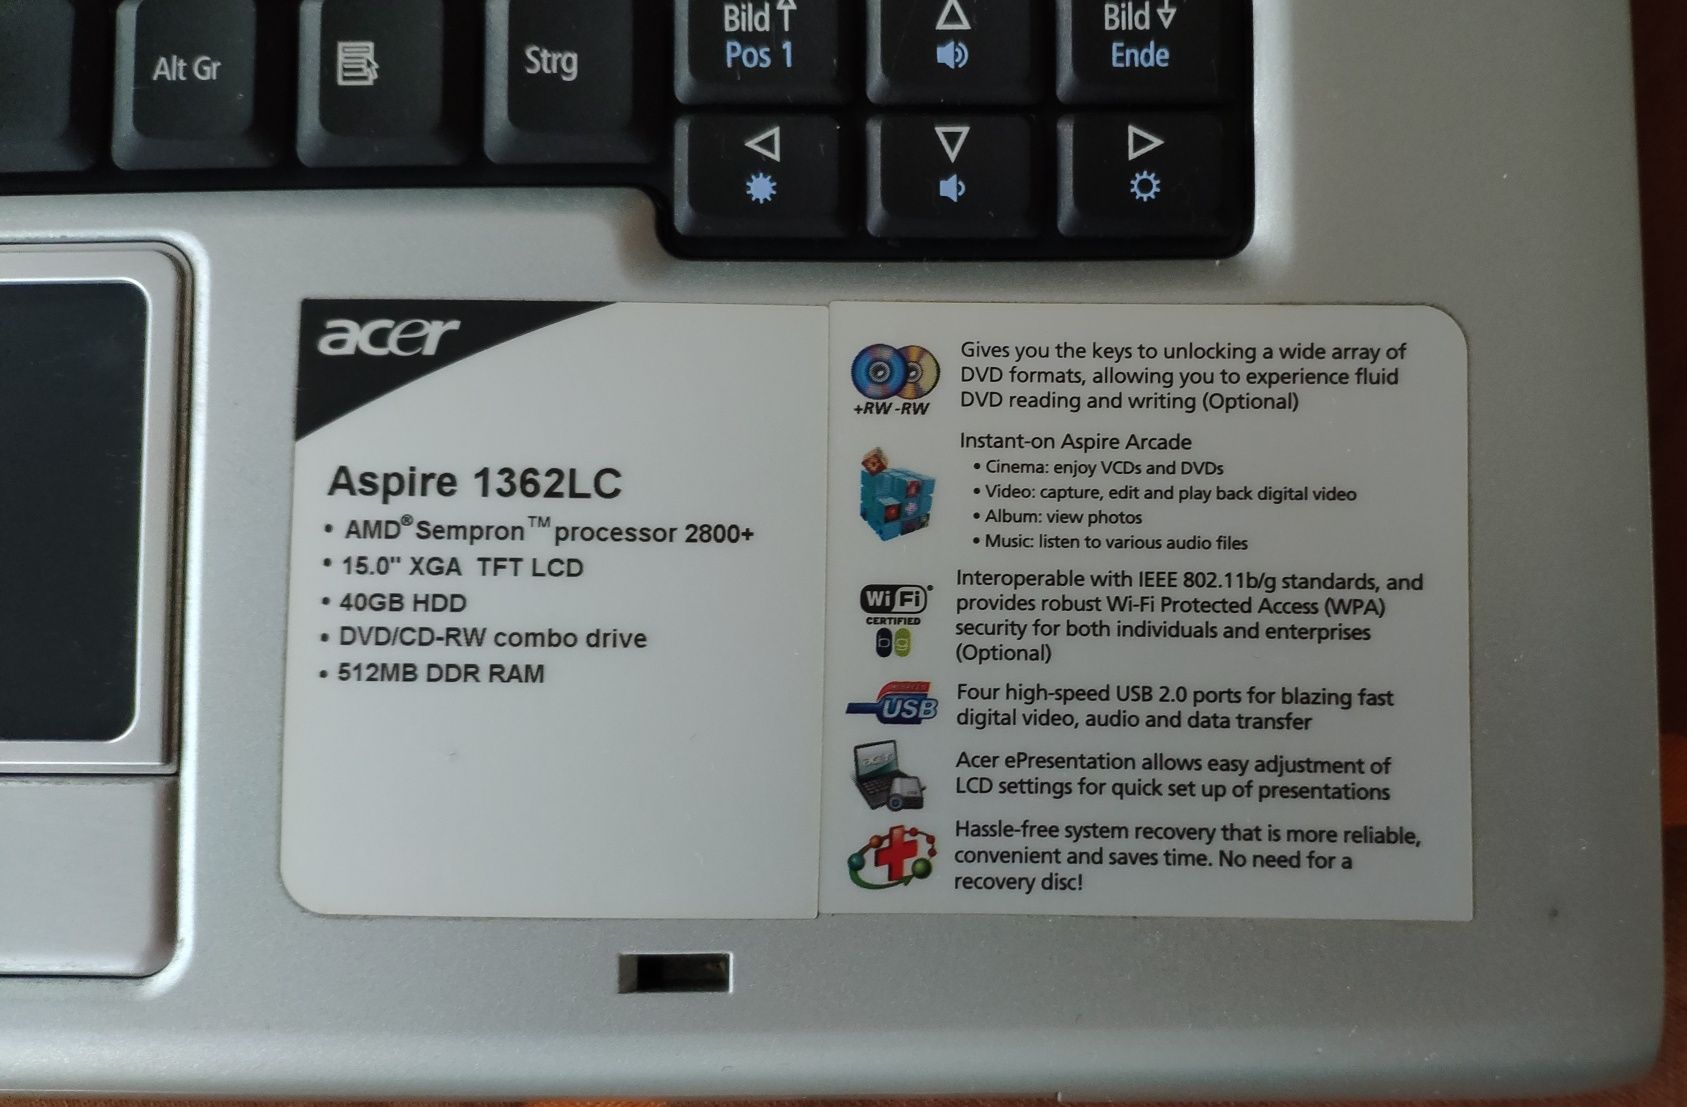 Bild
Bild
Alt Gr
Strg
Pos 1
Ende
acer
Aspire 1362LC
• AMD® Sempron™ processor 2800+
• 15.0" XGA TFT LCD
• 40GB HDD
• DVD/CD-RW combo drive
• 512MB DDR RAM
+RW -RW
Gives you the keys to unlocking a wide array of
DVD formats, allowing you to experience fluid
DVD reading and writing (Optional)
Instant-on Aspire Arcade
• Cinema: enjoy VCDs and DVDs
• Video: capture, edit and play back digital video
• Album: view photos
• Music: listen to various audio files
Wi Fi
CERTIFIED
b g
Interoperable with IEEE 802.11b/g standards, and
provides robust Wi-Fi Protected Access (WPA)
security for both individuals and enterprises
(Optional)
USB
Four high-speed USB 2.0 ports for blazing fast
digital video, audio and data transfer
acer
Acer ePresentation allows easy adjustment of
LCD settings for quick set up of presentations
Hassle-free system recovery that is more reliable,
convenient and saves time. No need for a
recovery disc!